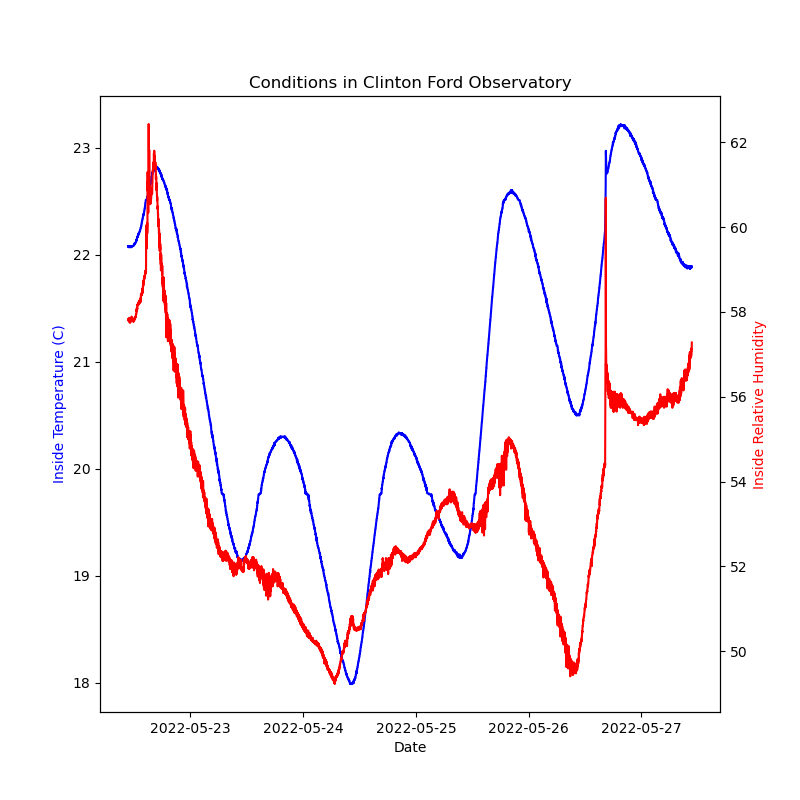 Conditions in Clinton Ford Observatory
23
22
21
20
19
18
Inside Temperature (C)
62
60
58
56
54
52
50
Inside Relative Humidity
2022-05-23 2022-05-24 2022-05-25 2022-05-26 2022-05-27
Date